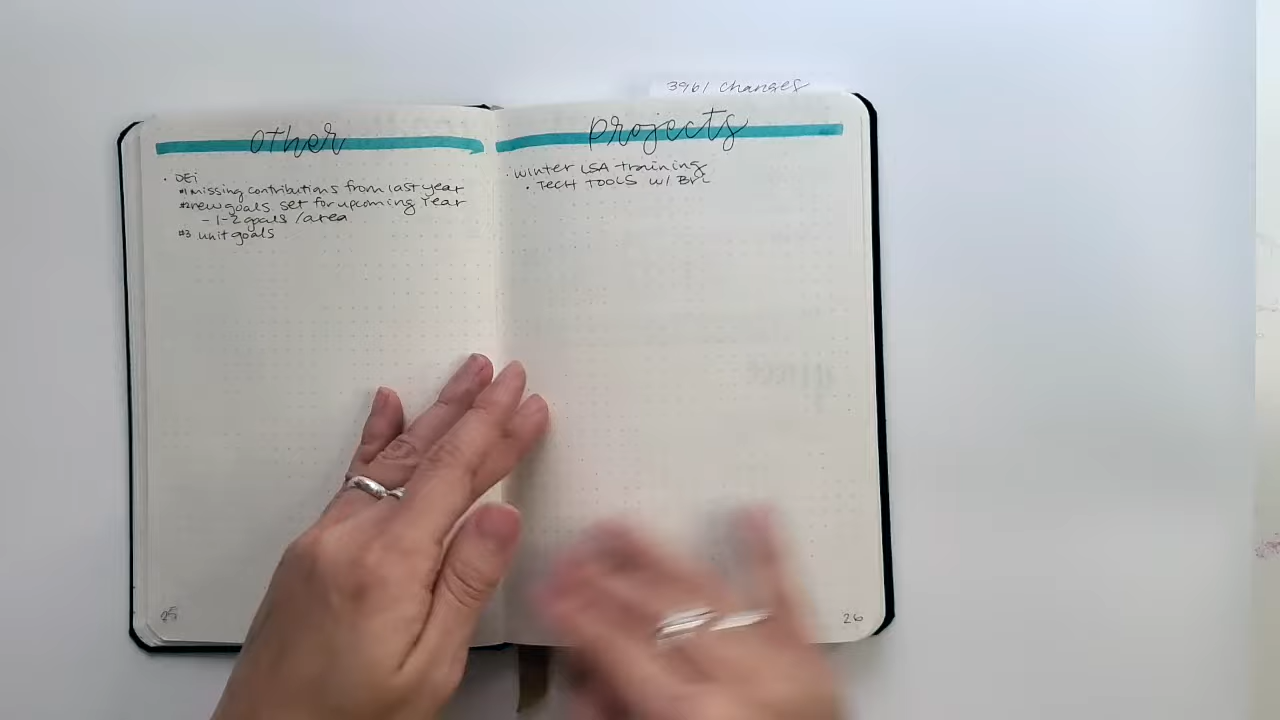 3961 changes
other
• DEi
#1 missing contributions from last year
#2 new goals set for upcoming Year
- 1-2 goals /area
#3 unit goals
25
projects
• winter LSA training
• TECH TOOLS w/
26